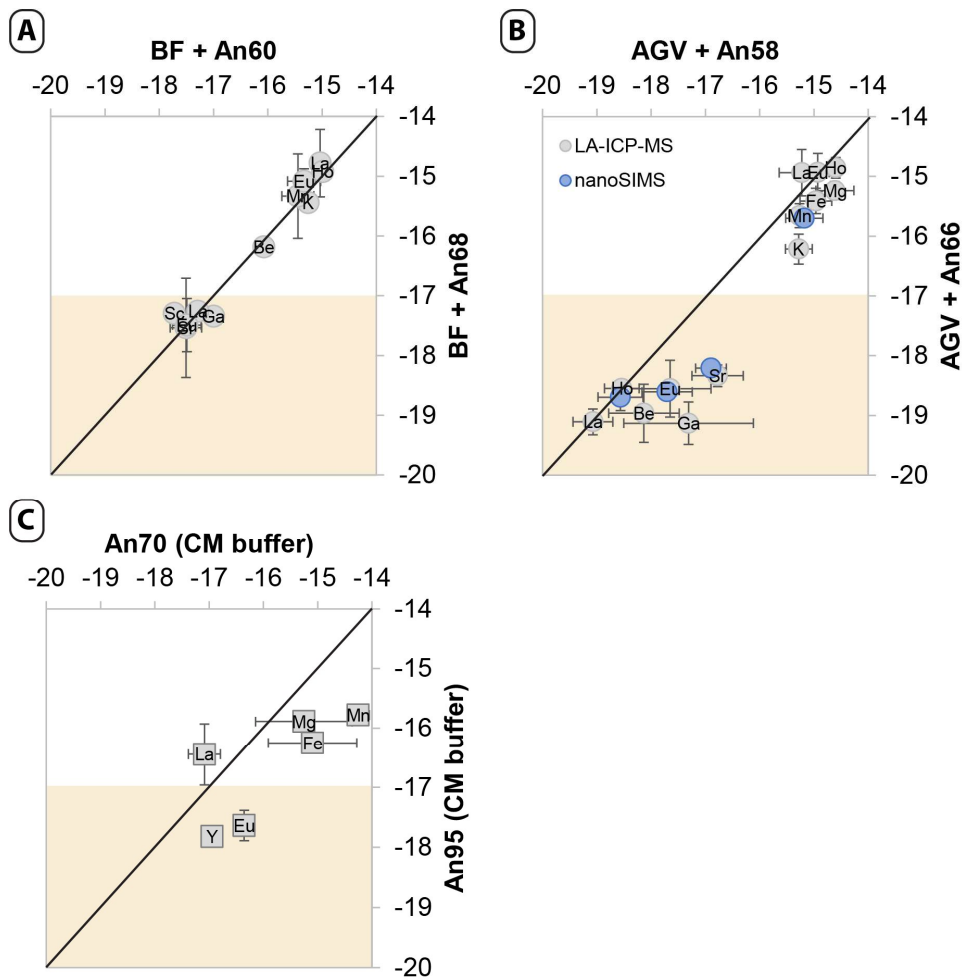 A
BF + An60
-20 -19 -18 -17 -16 -15 -14
-14
-15
-16
-17
-18
-19
-20
BF + An68
La
Ho
Eu
Mn
K
Be
Sc
La
Ga
Eu
Sr
B
AGV + An58
-20 -19 -18 -17 -16 -15 -14
-14
-15
-16
-17
-18
-19
-20
AGV + An66
LA-ICP-MS
nanoSIMS
La
Eu
Ho
Mg
Fe
Mn
K
Sr
Ho
Eu
Be
La
Ga
C
An70 (CM buffer)
-20 -19 -18 -17 -16 -15 -14
-14
-15
-16
-17
-18
-19
-20
An95 (CM buffer)
Mn
Mg
Fe
La
Eu
Y